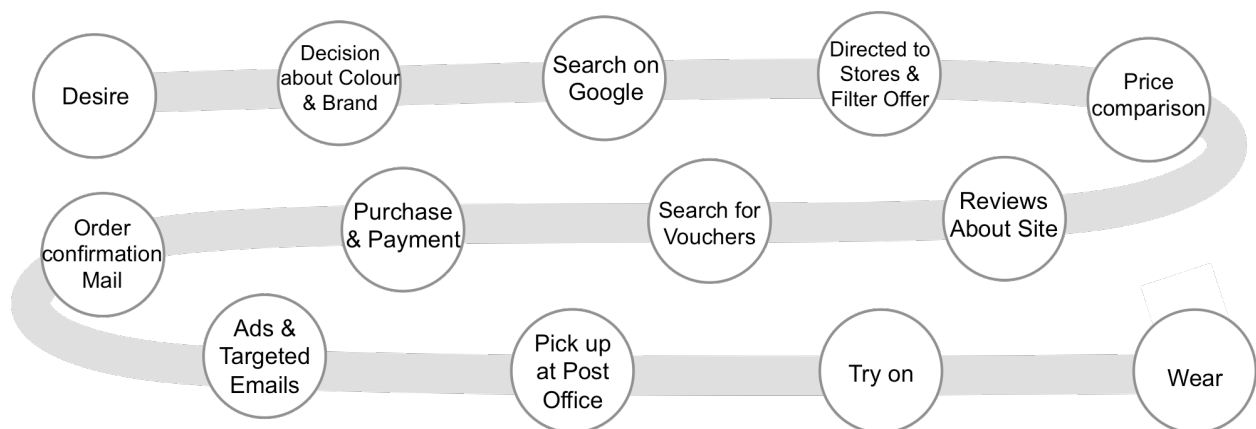 Desire
Decision
about Colour
& Brand
Search on
Google
Directed to
Stores &
Filter Offer
Price
comparison
Reviews
About Site
Search for
Vouchers
Purchase
& Payment
Order
confirmation
Mail
Ads &
Targeted
Emails
Pick up
at Post
Office
Try on
Wear